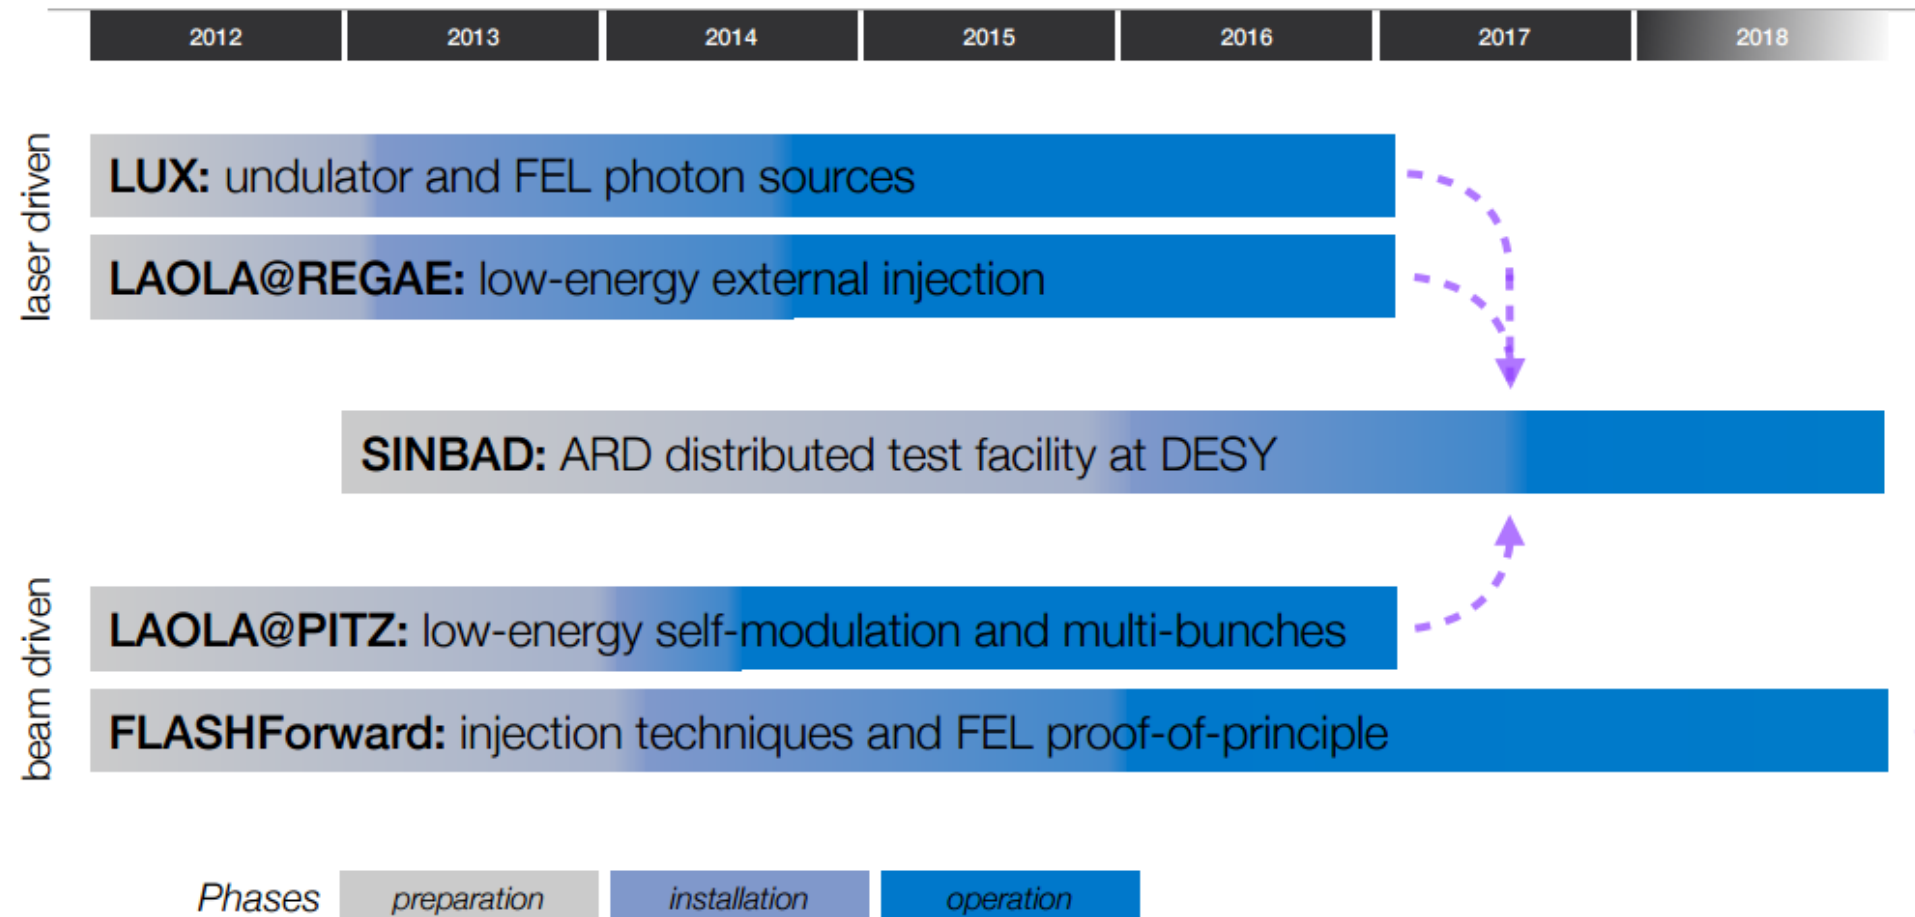 2012 2013 2014 2015 2016 2017 2018
laser driven
LUX: undulator and FEL photon sources
LAOLA@REGAE: low-energy external injection
SINBAD: ARD distributed test facility at DESY
beam driven
LAOLA@PITZ: low-energy self-modulation and multi-bunches
FLASHForward: injection techniques and FEL proof-of-principle
Phases preparation installation operation